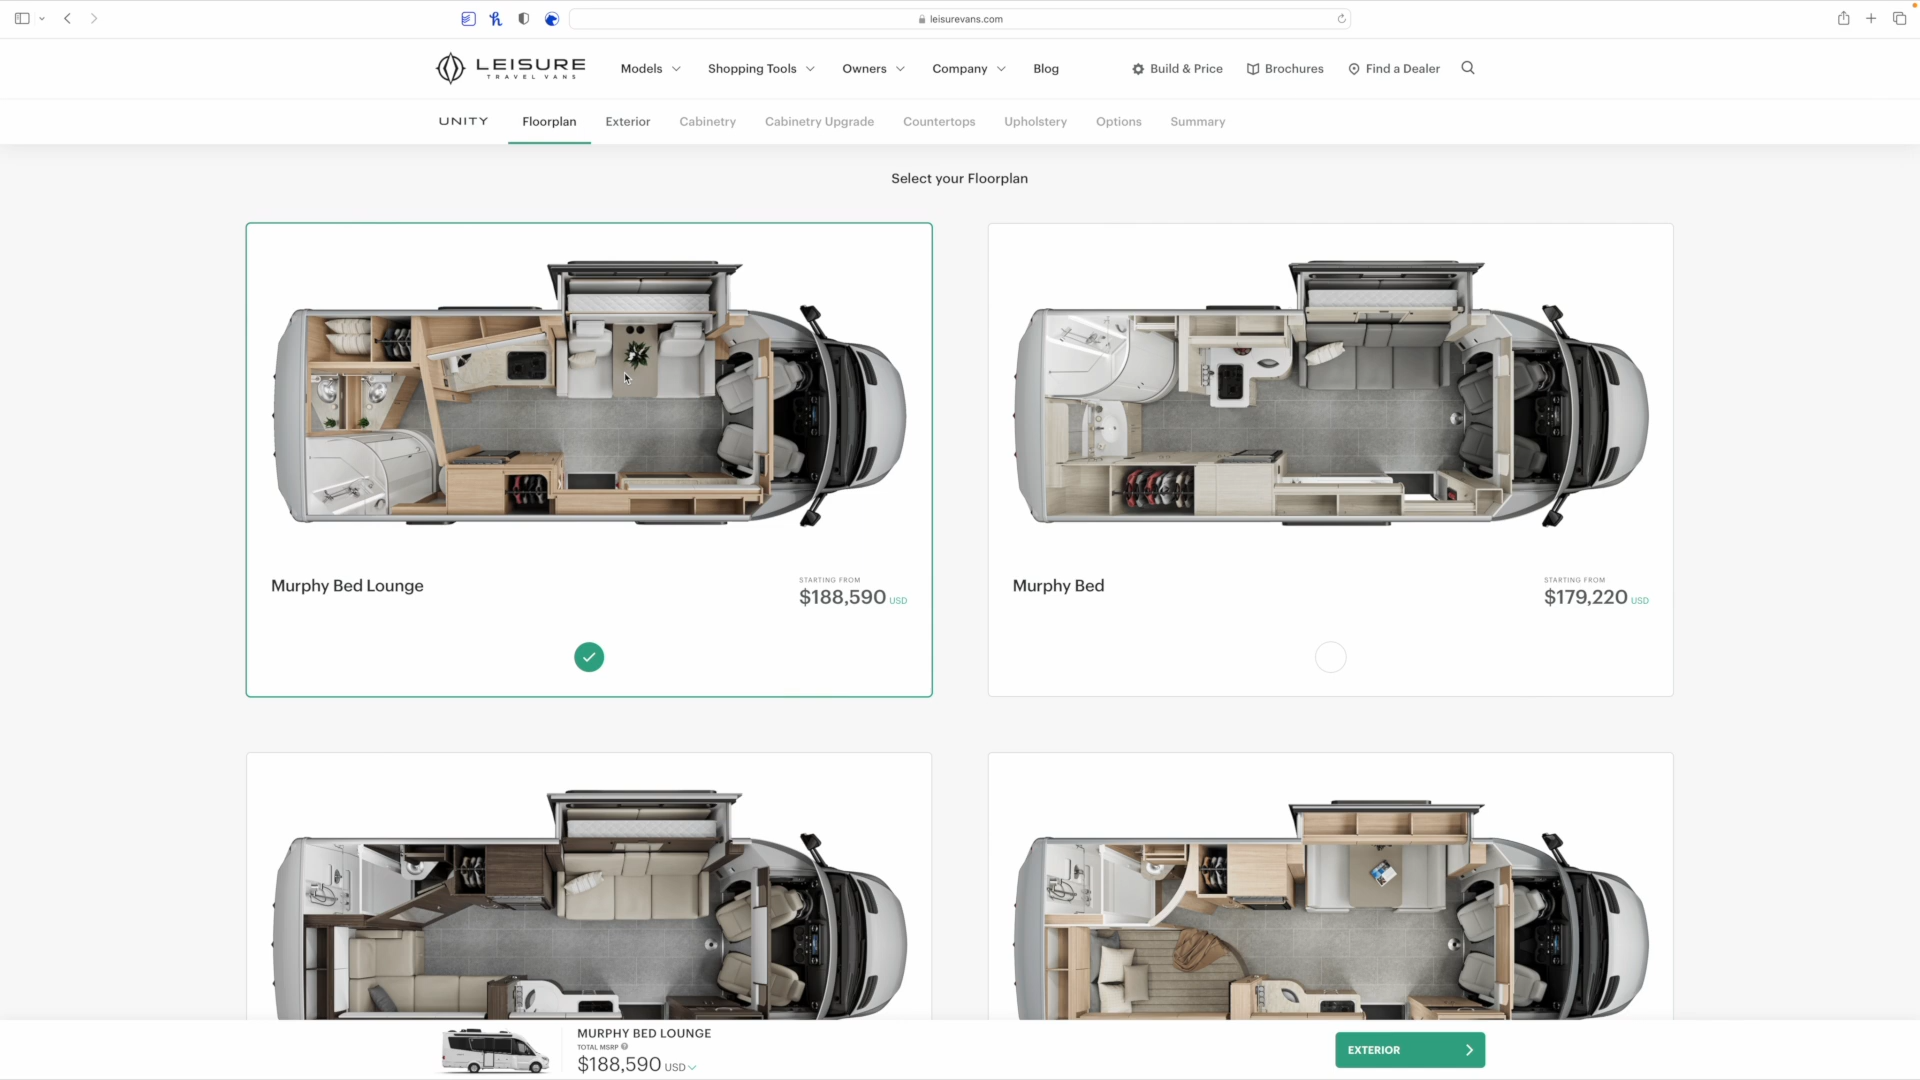 leisurevans.com
LEISURE
TRAVEL VANS
Models
Shopping Tools
Owners
Company
Blog
Build & Price
Brochures
Find a Dealer
UNITY
Floorplan
Exterior
Cabinetry
Cabinetry Upgrade
Countertops
Upholstery
Options
Summary
Select your Floorplan
Murphy Bed Lounge
STARTING FROM
$188,590 USD
Murphy Bed
STARTING FROM
$179,220 USD
MURPHY BED LOUNGE
TOTAL MSRP
$188,590 USD
EXTERIOR